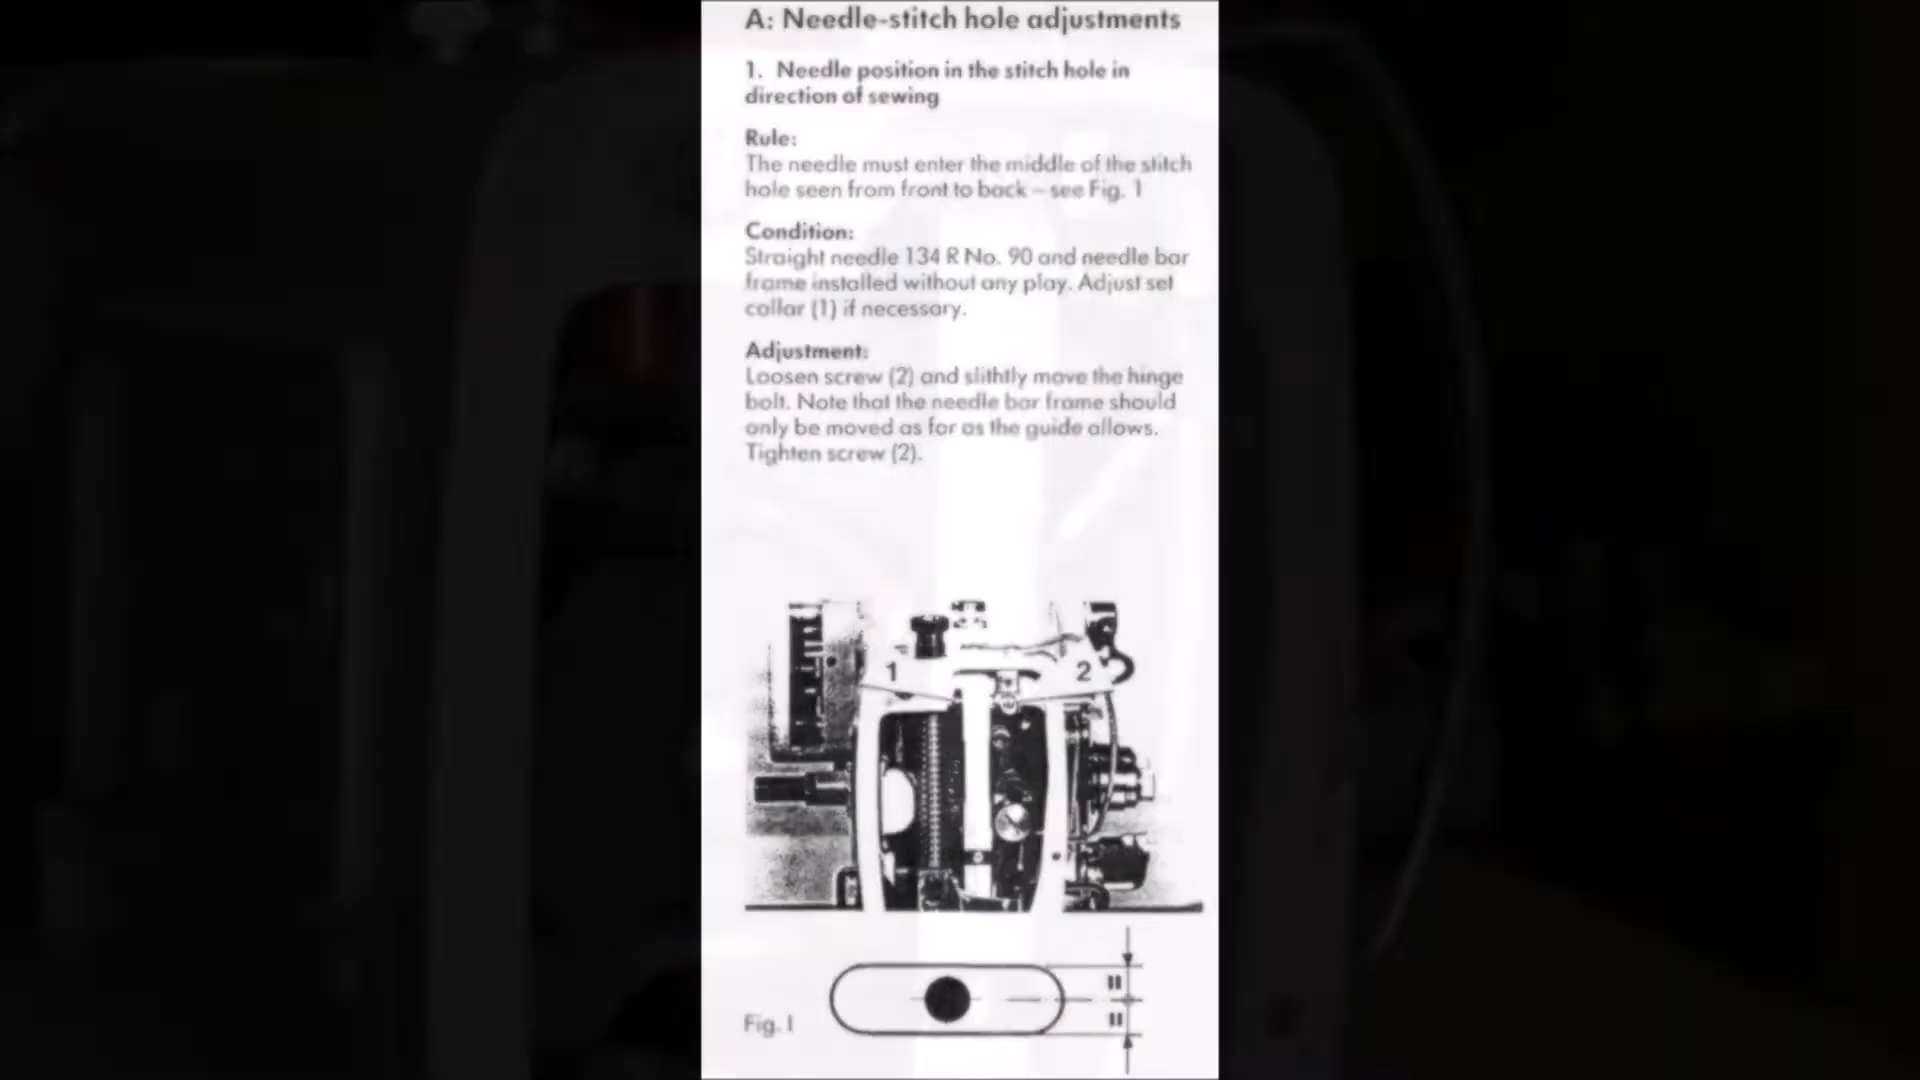 A: Needle-stitch hole adjustments
1. Needle position in the stitch hole in
direction of sewing
Rule:
The needle must enter the middle of the stitch
hole seen from front to back – see Fig. 1
Condition:
Straight needle 134 R No. 90 and needle bar
frame installed without any play. Adjust set
collar (1) if necessary.
Adjustment:
Loosen screw (2) and slithtly move the hinge
bolt. Note that the needle bar frame should
only be moved as far as the guide allows.
Tighten screw (2).
1
2
Fig. 1